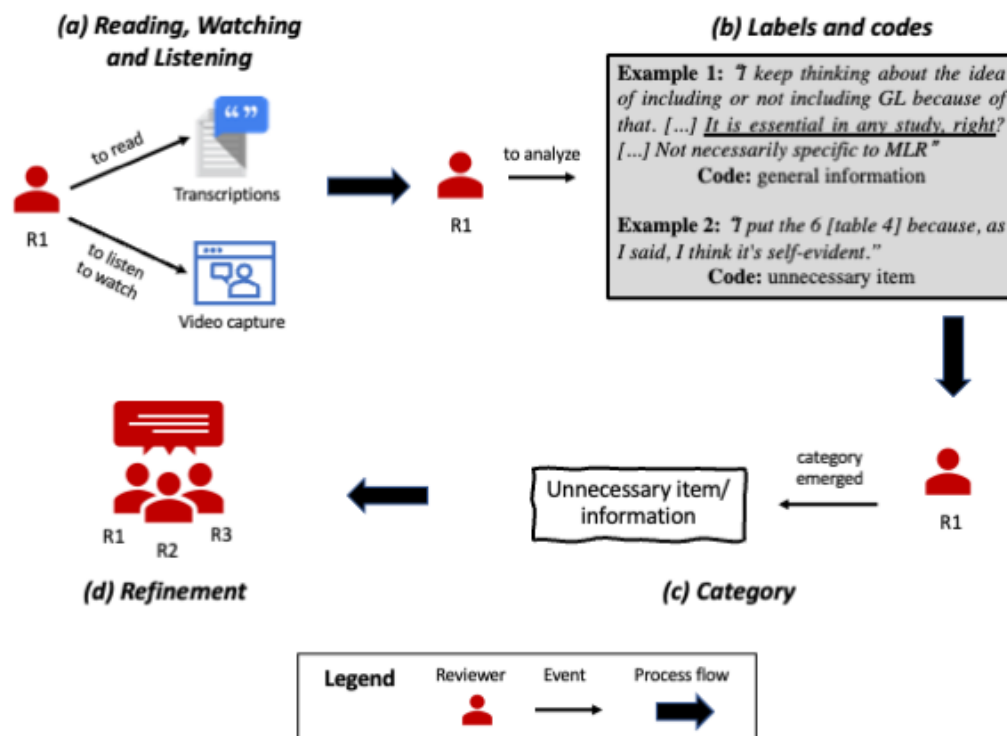 (a) Reading, Watching
and Listening
to read
Transcriptions
R1
to listen
to watch
Video capture
to analyze
R1
(b) Labels and codes
Example 1: "I keep thinking about the idea
of including or not including GL because of
that. [...] It is essential in any study, right?
[...] Not necessarily specific to MLR"
Code: general information
Example 2: "I put the 6 [table 4] because, as
I said, I think it's self-evident."
Code: unnecessary item
category
emerged
R1
Unnecessary item/
information
(c) Category
R1
R2
R3
(d) Refinement
Legend
Reviewer
Event
Process flow